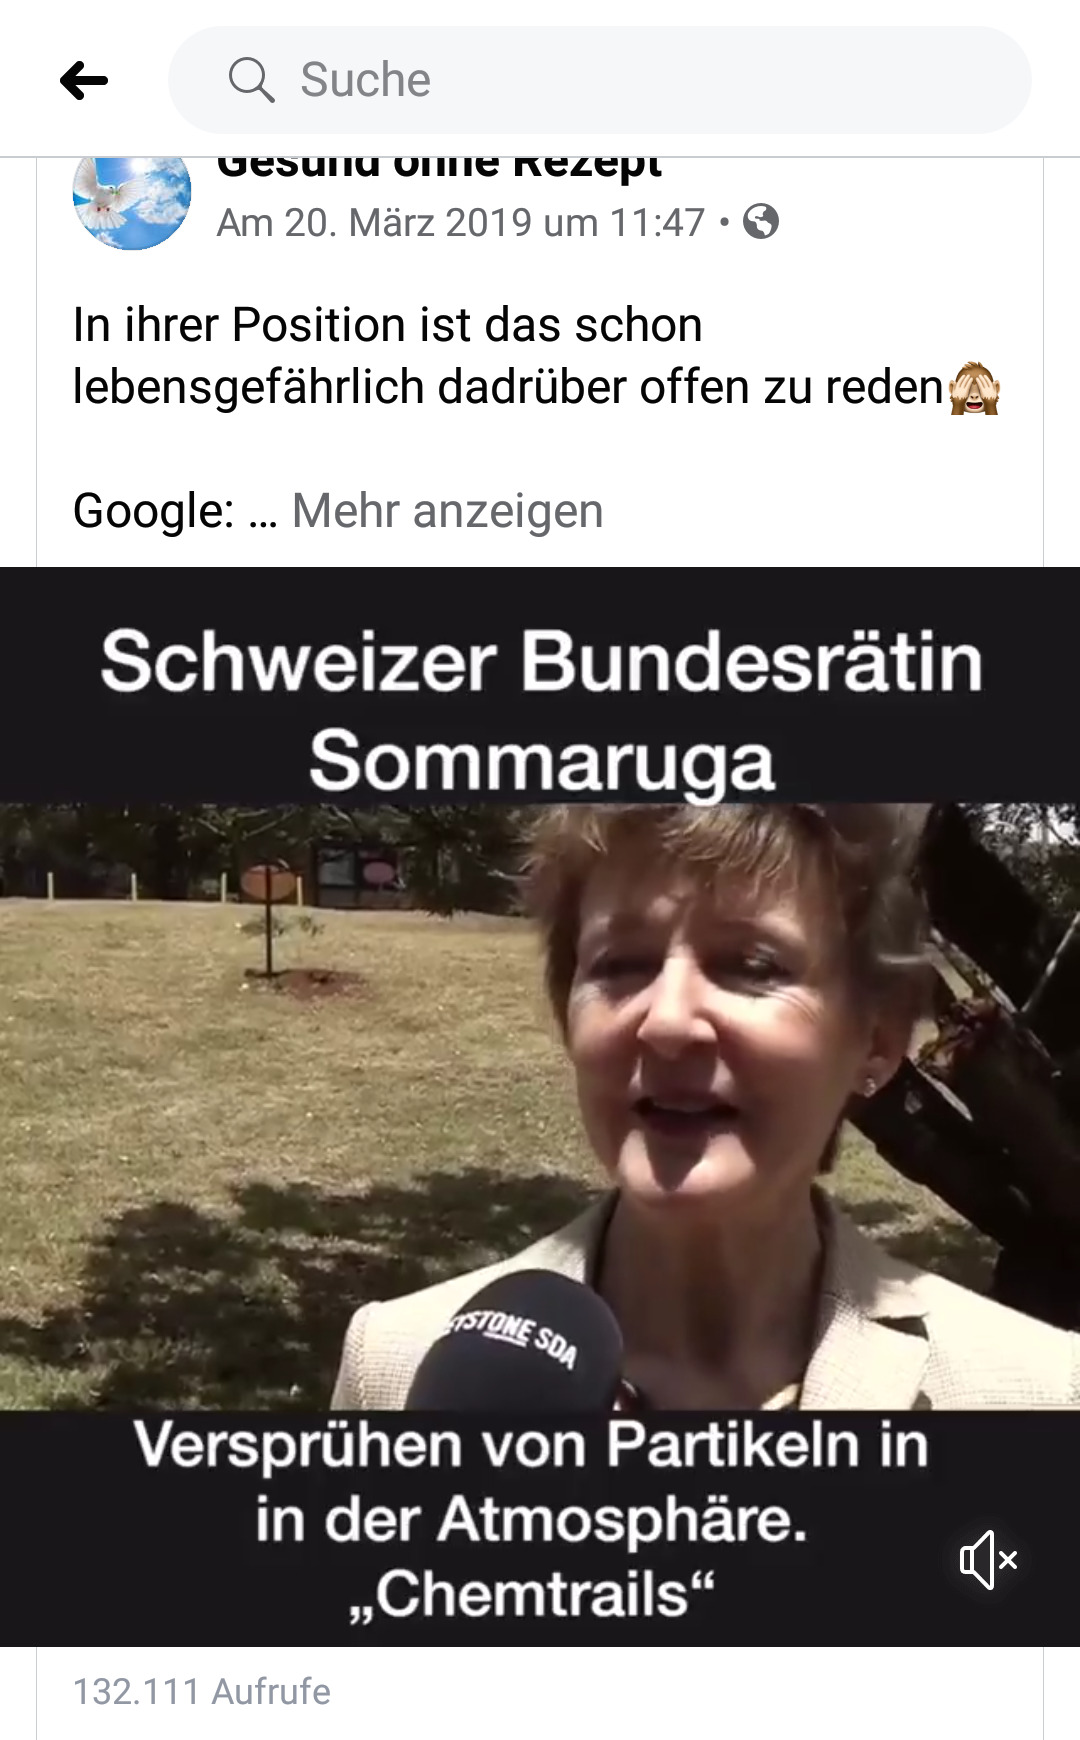 Suche
Gesund ohne Rezept
Am 20. März 2019 um 11:47 •
In ihrer Position ist das schon
lebensgefährlich dadrüber offen zu reden🙈
Google: ... Mehr anzeigen
Schweizer Bundesrätin
Sommaruga
SDA
Versprühen von Partikeln in
in der Atmosphäre.
„Chemtrails“
132.111 Aufrufe